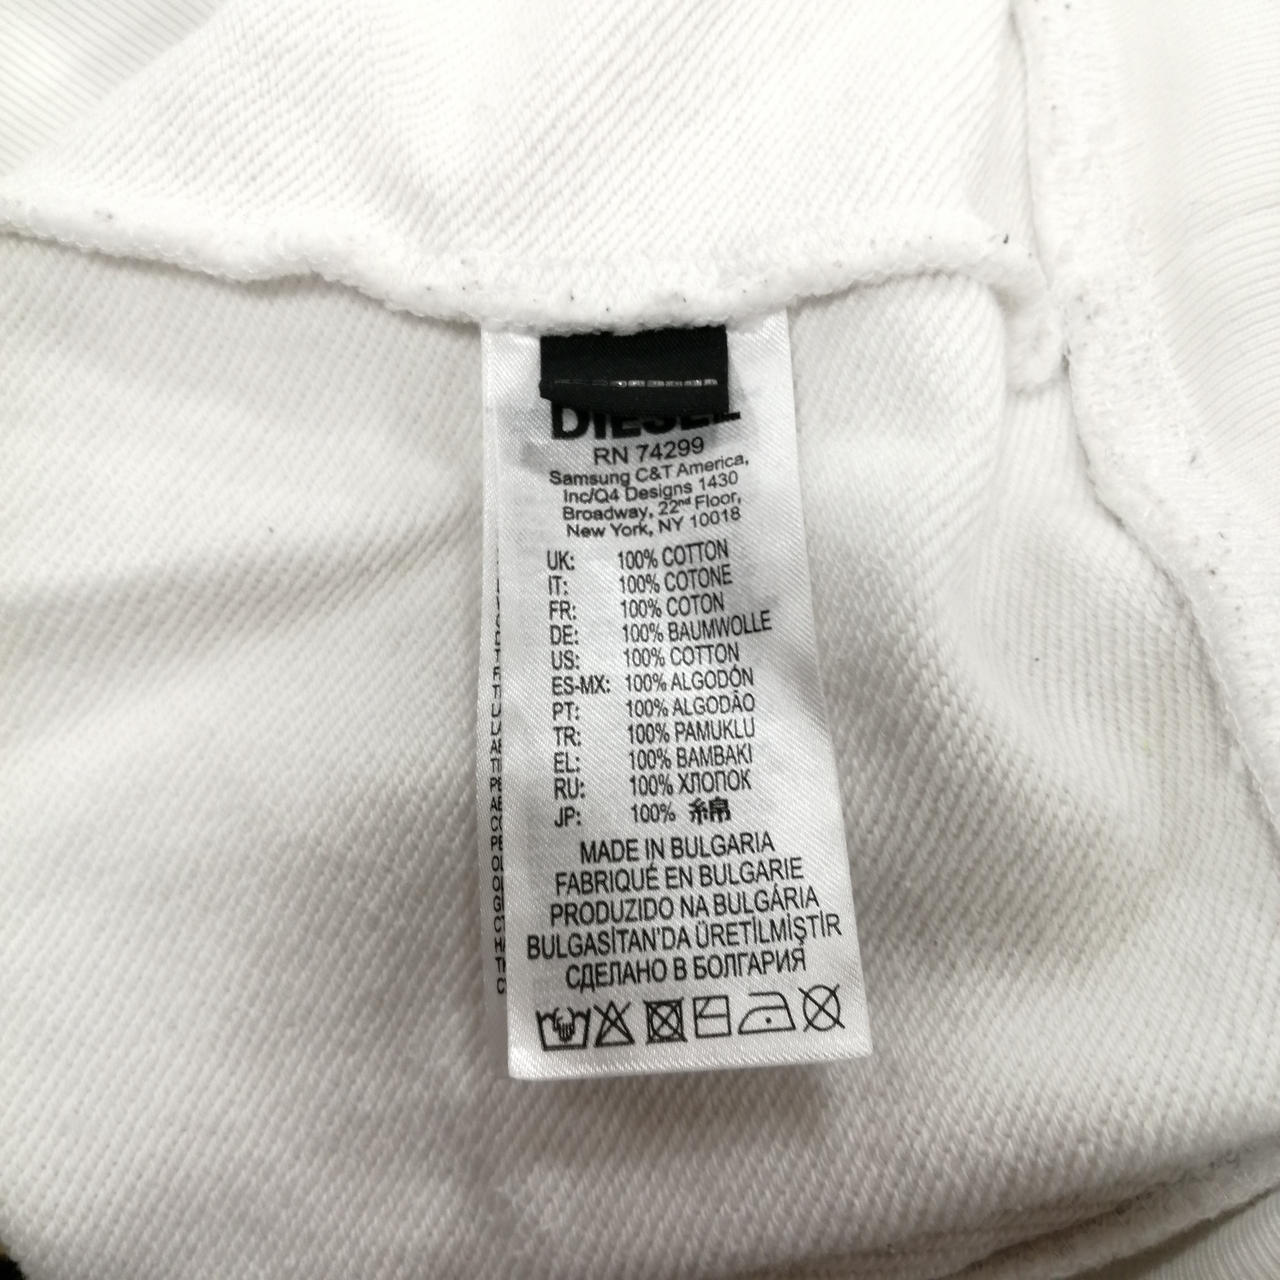 DIESEL
RN 74299
Samsung C&T America,
Inc/Q4 Designs 1430
Broadway, 22nd Floor,
New York, NY 10018
UK: 100% COTTON
IT: 100% COTONE
FR: 100% COTON
DE: 100% BAUMWOLLE
US: 100% COTTON
ES-MX: 100% ALGODÓN
PT: 100% ALGODÃO
TR: 100% PAMUKLU
EL: 100% BAMBAKI
RU: 100% ХЛОПОК
JP: 100% 綿
MADE IN BULGARIA
FABRIQUÉ EN BULGARIE
PRODUZIDO NA BULGÁRIA
BULGASİTAN'DA ÜRETİLMİŞTİR
СДЕЛАНО В БОЛГАРИЯ